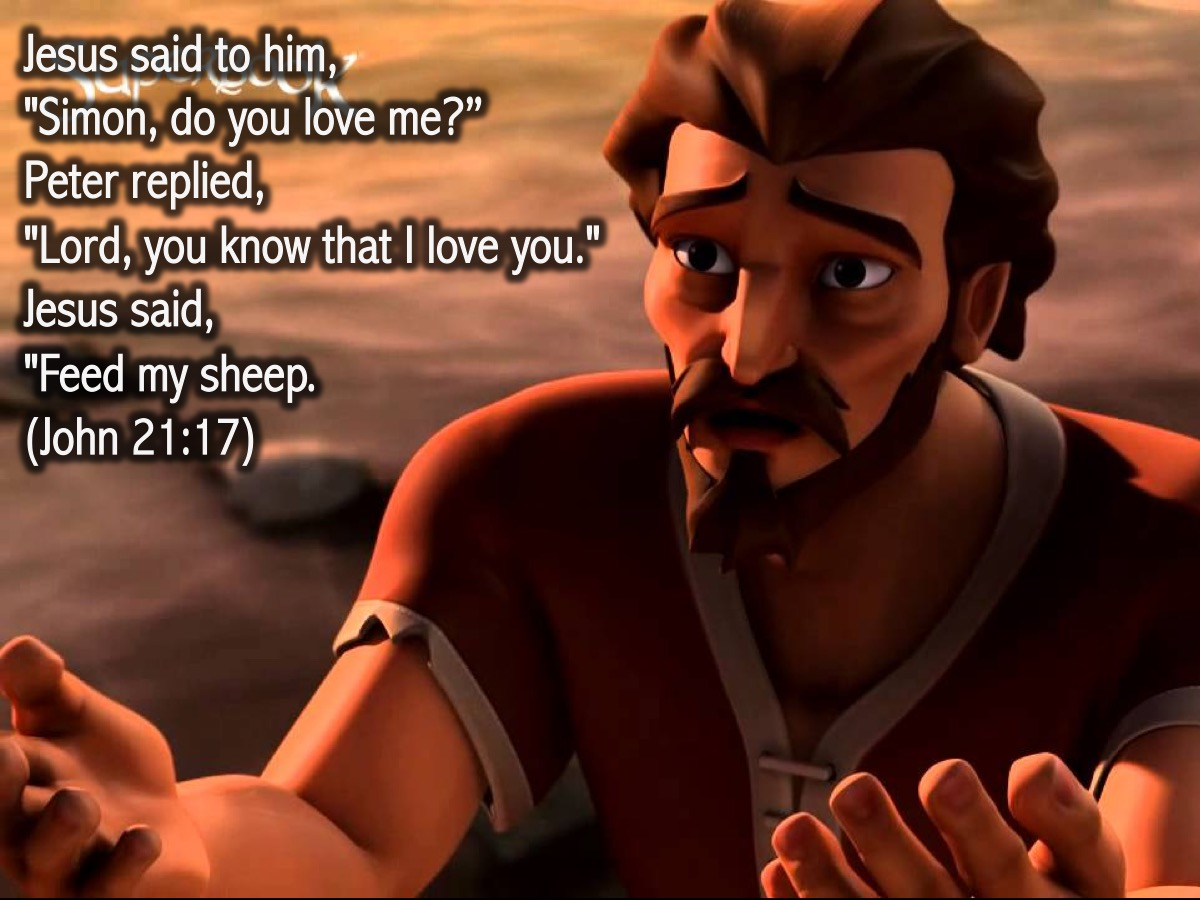 Jesus said to him,
"Simon, do you love me?”
Peter replied,
"Lord, you know that I love you."
Jesus said,
"Feed my sheep.
(John 21:17)